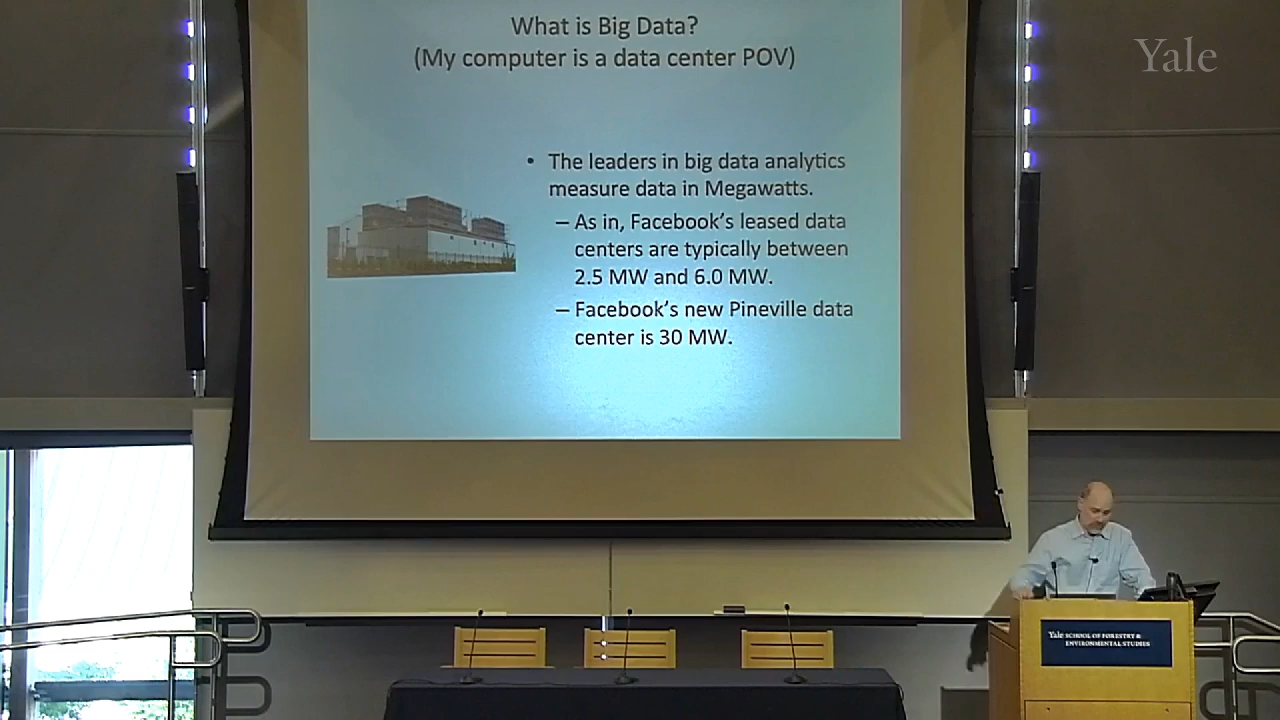 What is Big Data?
(My computer is a data center POV)
Yale
• The leaders in big data analytics
measure data in Megawatts.
– As in, Facebook's leased data
centers are typically between
2.5 MW and 6.0 MW.
– Facebook's new Pineville data
center is 30 MW.
Yale SCHOOL OF FORESTRY &
ENVIRONMENTAL STUDIES